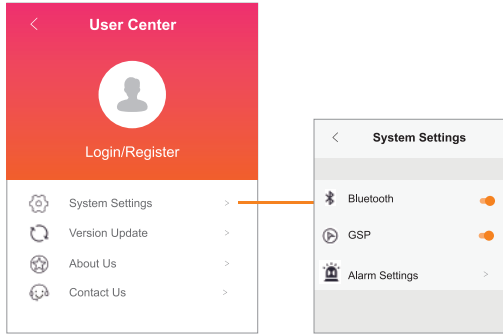 User Center
Login/Register
System Settings
Version Update
About Us
Contact Us
System Settings
Bluetooth
GSP
Alarm Settings